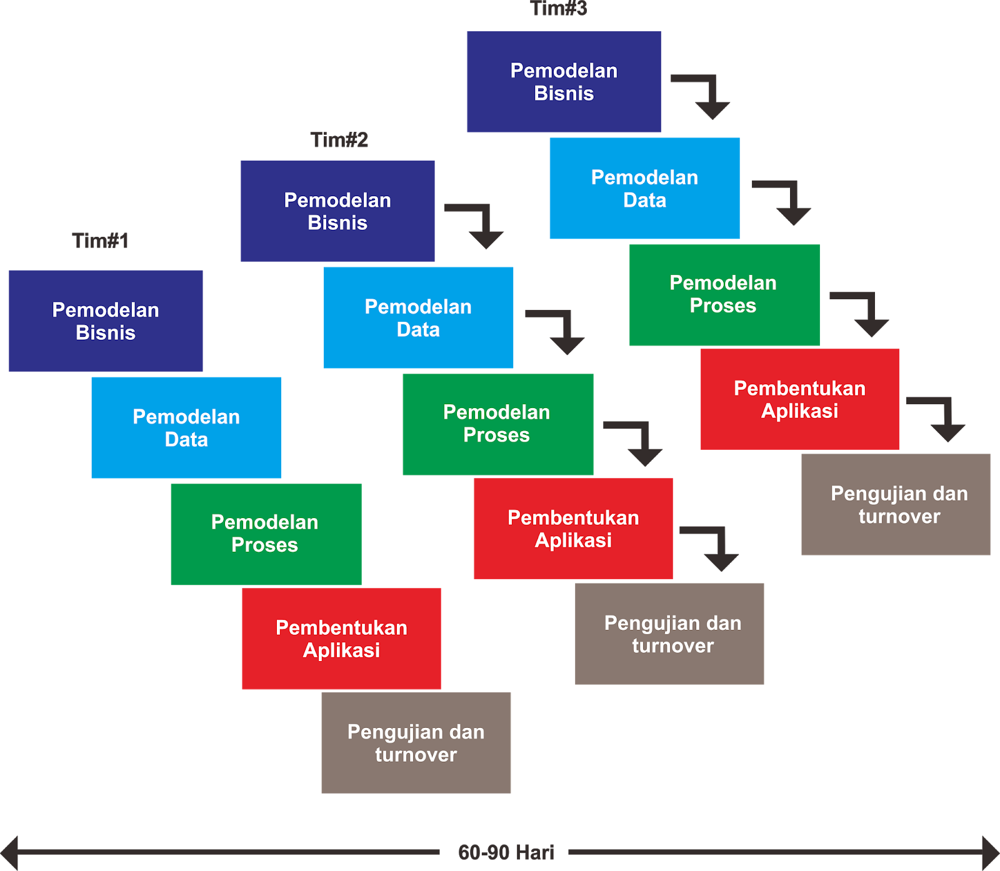 Tim#1
Pemodelan
Bisnis
Pemodelan
Data
Pemodelan
Proses
Pembentukan
Aplikasi
Pengujian dan
turnover
Tim#2
Pemodelan
Bisnis
Pemodelan
Data
Pemodelan
Proses
Pembentukan
Aplikasi
Pengujian dan
turnover
Tim#3
Pemodelan
Bisnis
Pemodelan
Data
Pemodelan
Proses
Pembentukan
Aplikasi
Pengujian dan
turnover
60-90 Hari